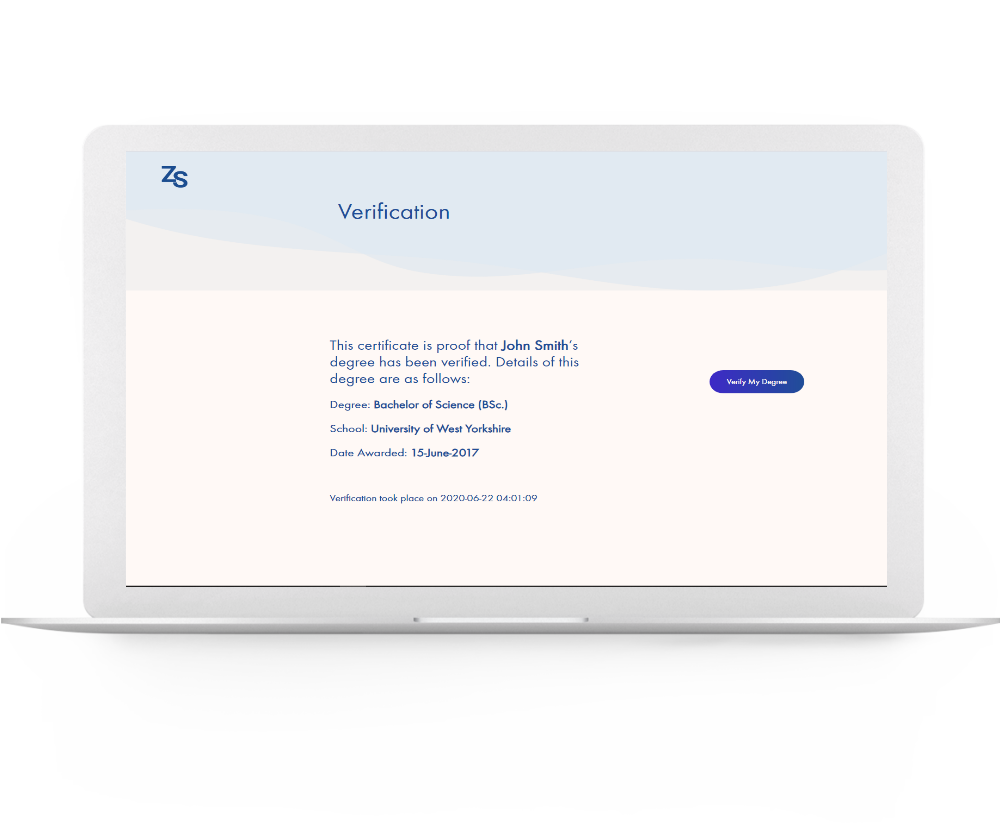 ZS
Verification
This certificate is proof that John Smith's
degree has been verified. Details of this
degree are as follows:
Verify My Degree
Degree: Bachelor of Science (BSc.)
School: University of West Yorkshire
Date Awarded: 15-June-2017
Verification took place on 2020-06-22 04:01:09